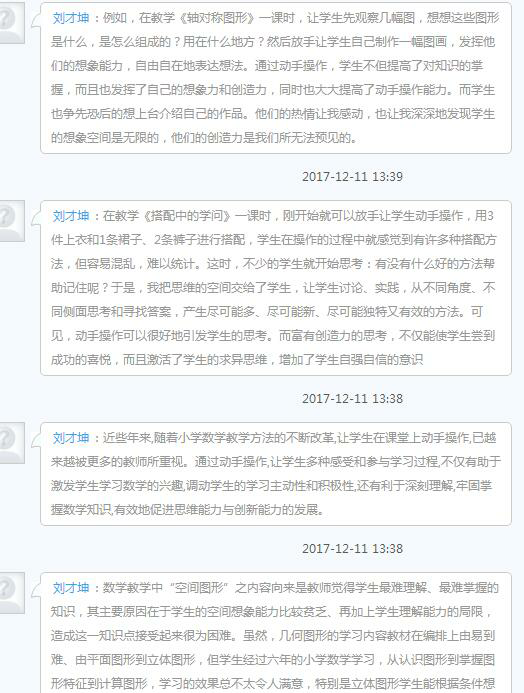 刘才坤：例如，在教学《轴对称图形》一课时，让学生先观察几幅图，想想这些图形
是什么，是怎么组成的？用在什么地方？然后放手让学生自己制作一幅图画，发挥他
们的想象能力，自由自在地表达想法。通过动手操作，学生不但提高了对知识的掌
握，而且也发挥了自己的想象力和创造力，同时也大大提高了动手操作能力。而学生
也争先恐后的想上台介绍自己的作品。他们的热情让我感动，也让我深深地发现学生
的想象空间是无限的，他们的创造力是我们所无法预见的。
2017-12-11 13:39
刘才坤：在教学《搭配中的学问》一课时，刚开始就可以放手让学生动手操作，用3
件上衣和1条裙子、2条裤子进行搭配，学生在操作的过程中就感觉到有许多种搭配方
法，但容易混乱，难以统计。这时，不少的学生就开始思考：有没有什么好的方法帮
助记住呢？于是，我把思维的空间交给了学生，让学生讨论、实践，从不同角度、不
同侧面思考和寻找答案，产生尽可能多、尽可能新、尽可能独特又有效的方法。可
见，动手操作可以很好地引发学生的思考。而富有创造力的思考，不仅能使学生尝到
成功的喜悦，而且激活了学生的求异思维，增加了学生自强自信的意识
2017-12-11 13:38
刘才坤：近些年来,随着小学数学教学方法的不断改革,让学生在课堂上动手操作,已越
来越被更多的教师所重视。通过动手操作,让学生多种感受和参与学习过程,不仅有助于
激发学生学习数学的兴趣,调动学生的学习主动性和积极性,还有利于深刻理解,牢固掌
握数学知识,有效地促进思维能力与创新能力的发展。
2017-12-11 13:38
刘才坤：数学教学中“空间图形”之内容向来是教师觉得学生最难理解、最难掌握的
知识，其主要原因在于学生的空间想象能力比较贫乏、再加上学生理解能力的局限，
造成这一知识点接受起来很为困难。虽然，几何图形的学习内容教材在编排上由易到
难、由平面图形到立体图形，但学生经过六年的小学数学学习，从认识图形到掌握图
形特征到计算图形，学习的效果总不太令人满意，特别是立体图形学生能根据条件想